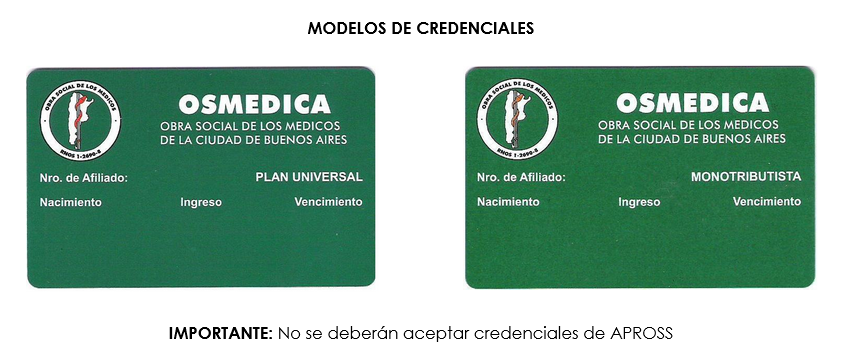 MODELOS DE CREDENCIALES
OBRA SOCIAL DE LOS MEDICOS
RNOS 1-2690-8
OSMEDICA
OBRA SOCIAL DE LOS MEDICOS
DE LA CIUDAD DE BUENOS AIRES
Nro. de Afiliado: PLAN UNIVERSAL
Nacimiento Ingreso Vencimiento
OBRA SOCIAL DE LOS MEDICOS
RNOS 1-2690-8
OSMEDICA
OBRA SOCIAL DE LOS MEDICOS
DE LA CIUDAD DE BUENOS AIRES
Nro. de Afiliado: MONOTRIBUTISTA
Nacimiento Ingreso Vencimiento
IMPORTANTE: No se deberán aceptar credenciales de APROSS